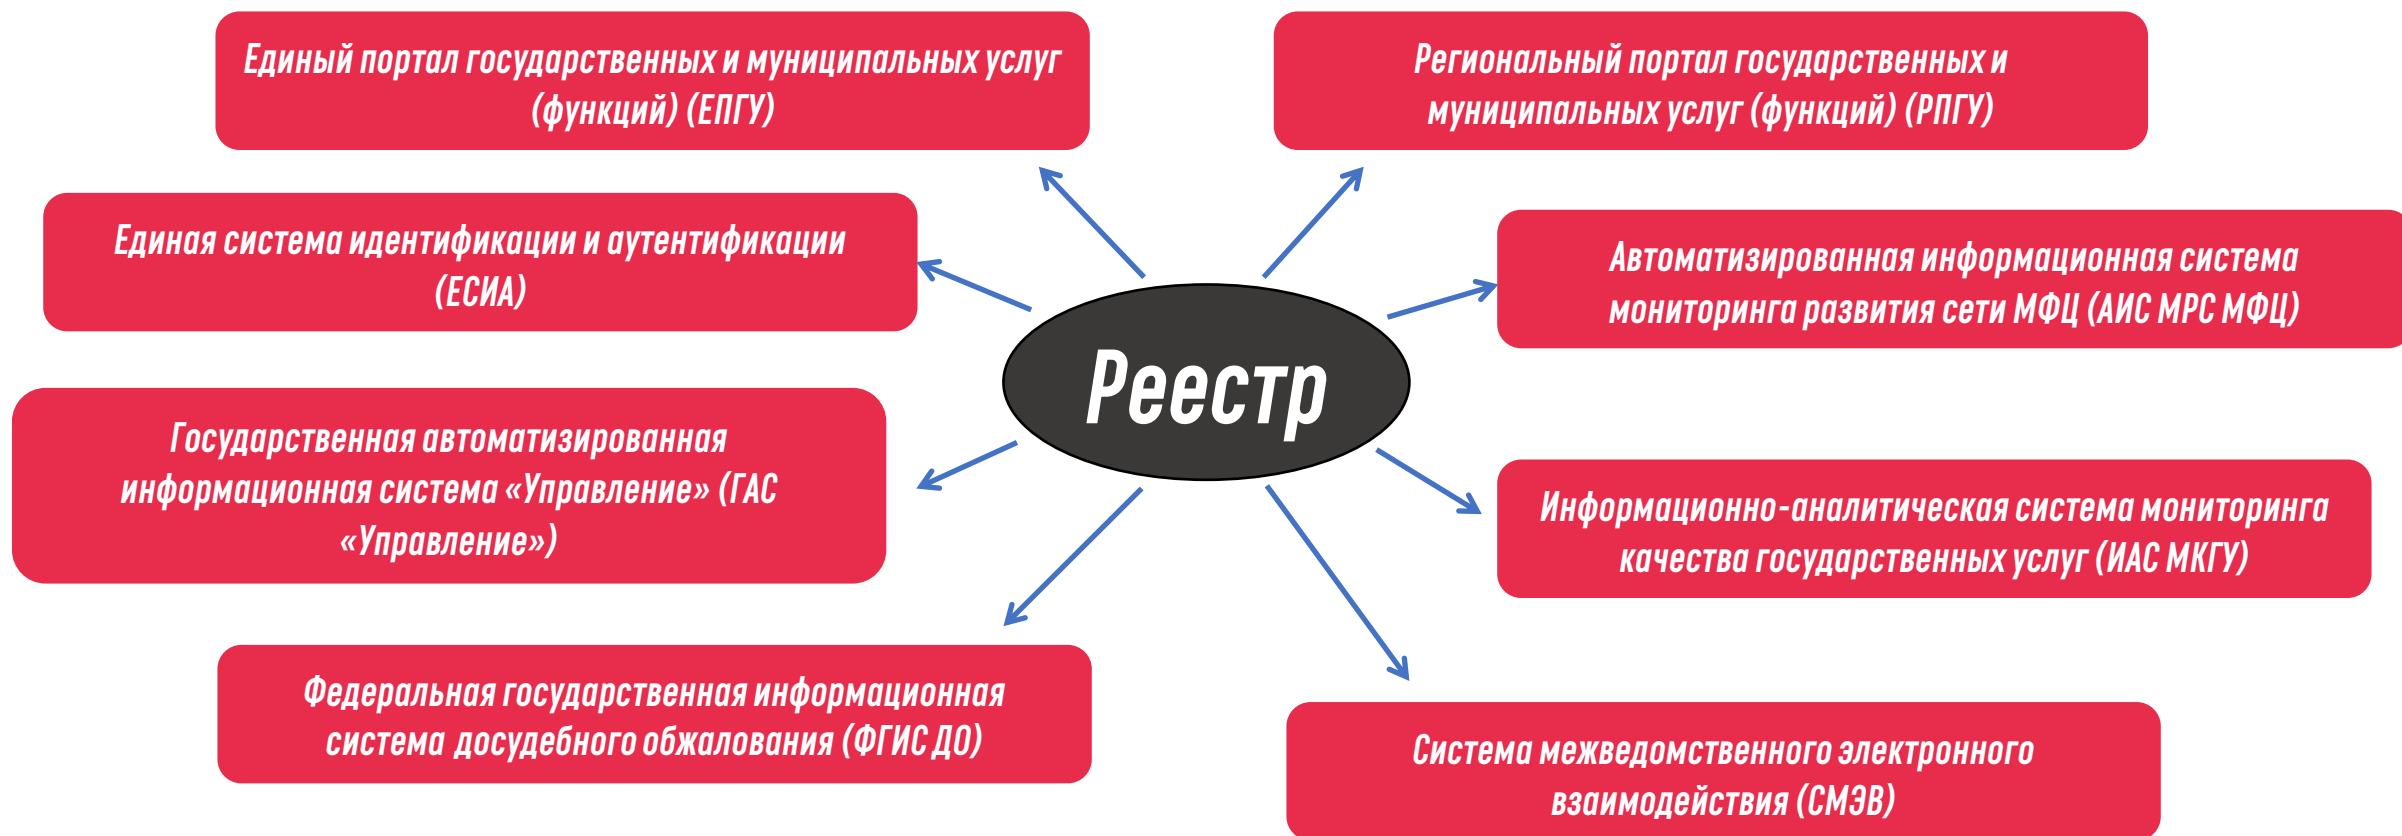 Единый портал государственных и муниципальных услуг
(функций) (ЕПГУ)
Региональный портал государственных и
муниципальных услуг (функций) (РПГУ)
Единая система идентификации и аутентификации
(ЕСИА)
Автоматизированная информационная система
мониторинга развития сети МФЦ (АИС МРС МФЦ)
Реестр
Государственная автоматизированная
информационная система «Управление» (ГАС
«Управление»)
Информационно-аналитическая система мониторинга
качества государственных услуг (ИАС МКГУ)
Федеральная государственная информационная
система досудебного обжалования (ФГИС ДО)
Система межведомственного электронного
взаимодействия (СМЭВ)